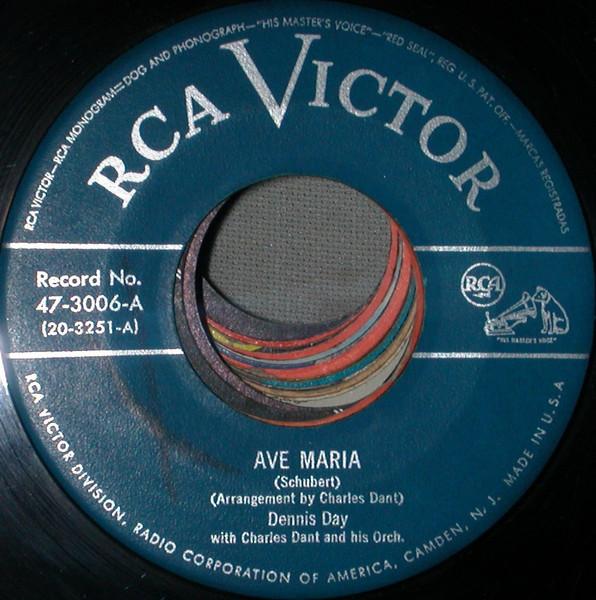 RCA VICTOR—RCA MONOGRAM—DOG AND PHONOGRAPH—"HIS MASTER'S VOICE"—"RED SEAL", REG. U. S. PAT. OFF.—MARCAS REGISTRADAS
RCA VICTOR
Record No.
47-3006-A
(20-3251-A)
RCA
"HIS MASTER'S VOICE"
AVE MARIA
(Schubert)
(Arrangement by Charles Dant)
Dennis Day
with Charles Dant and his Orch.
RCA VICTOR DIVISION, RADIO CORPORATION OF AMERICA, CAMDEN, N. J. MADE IN U.S.A